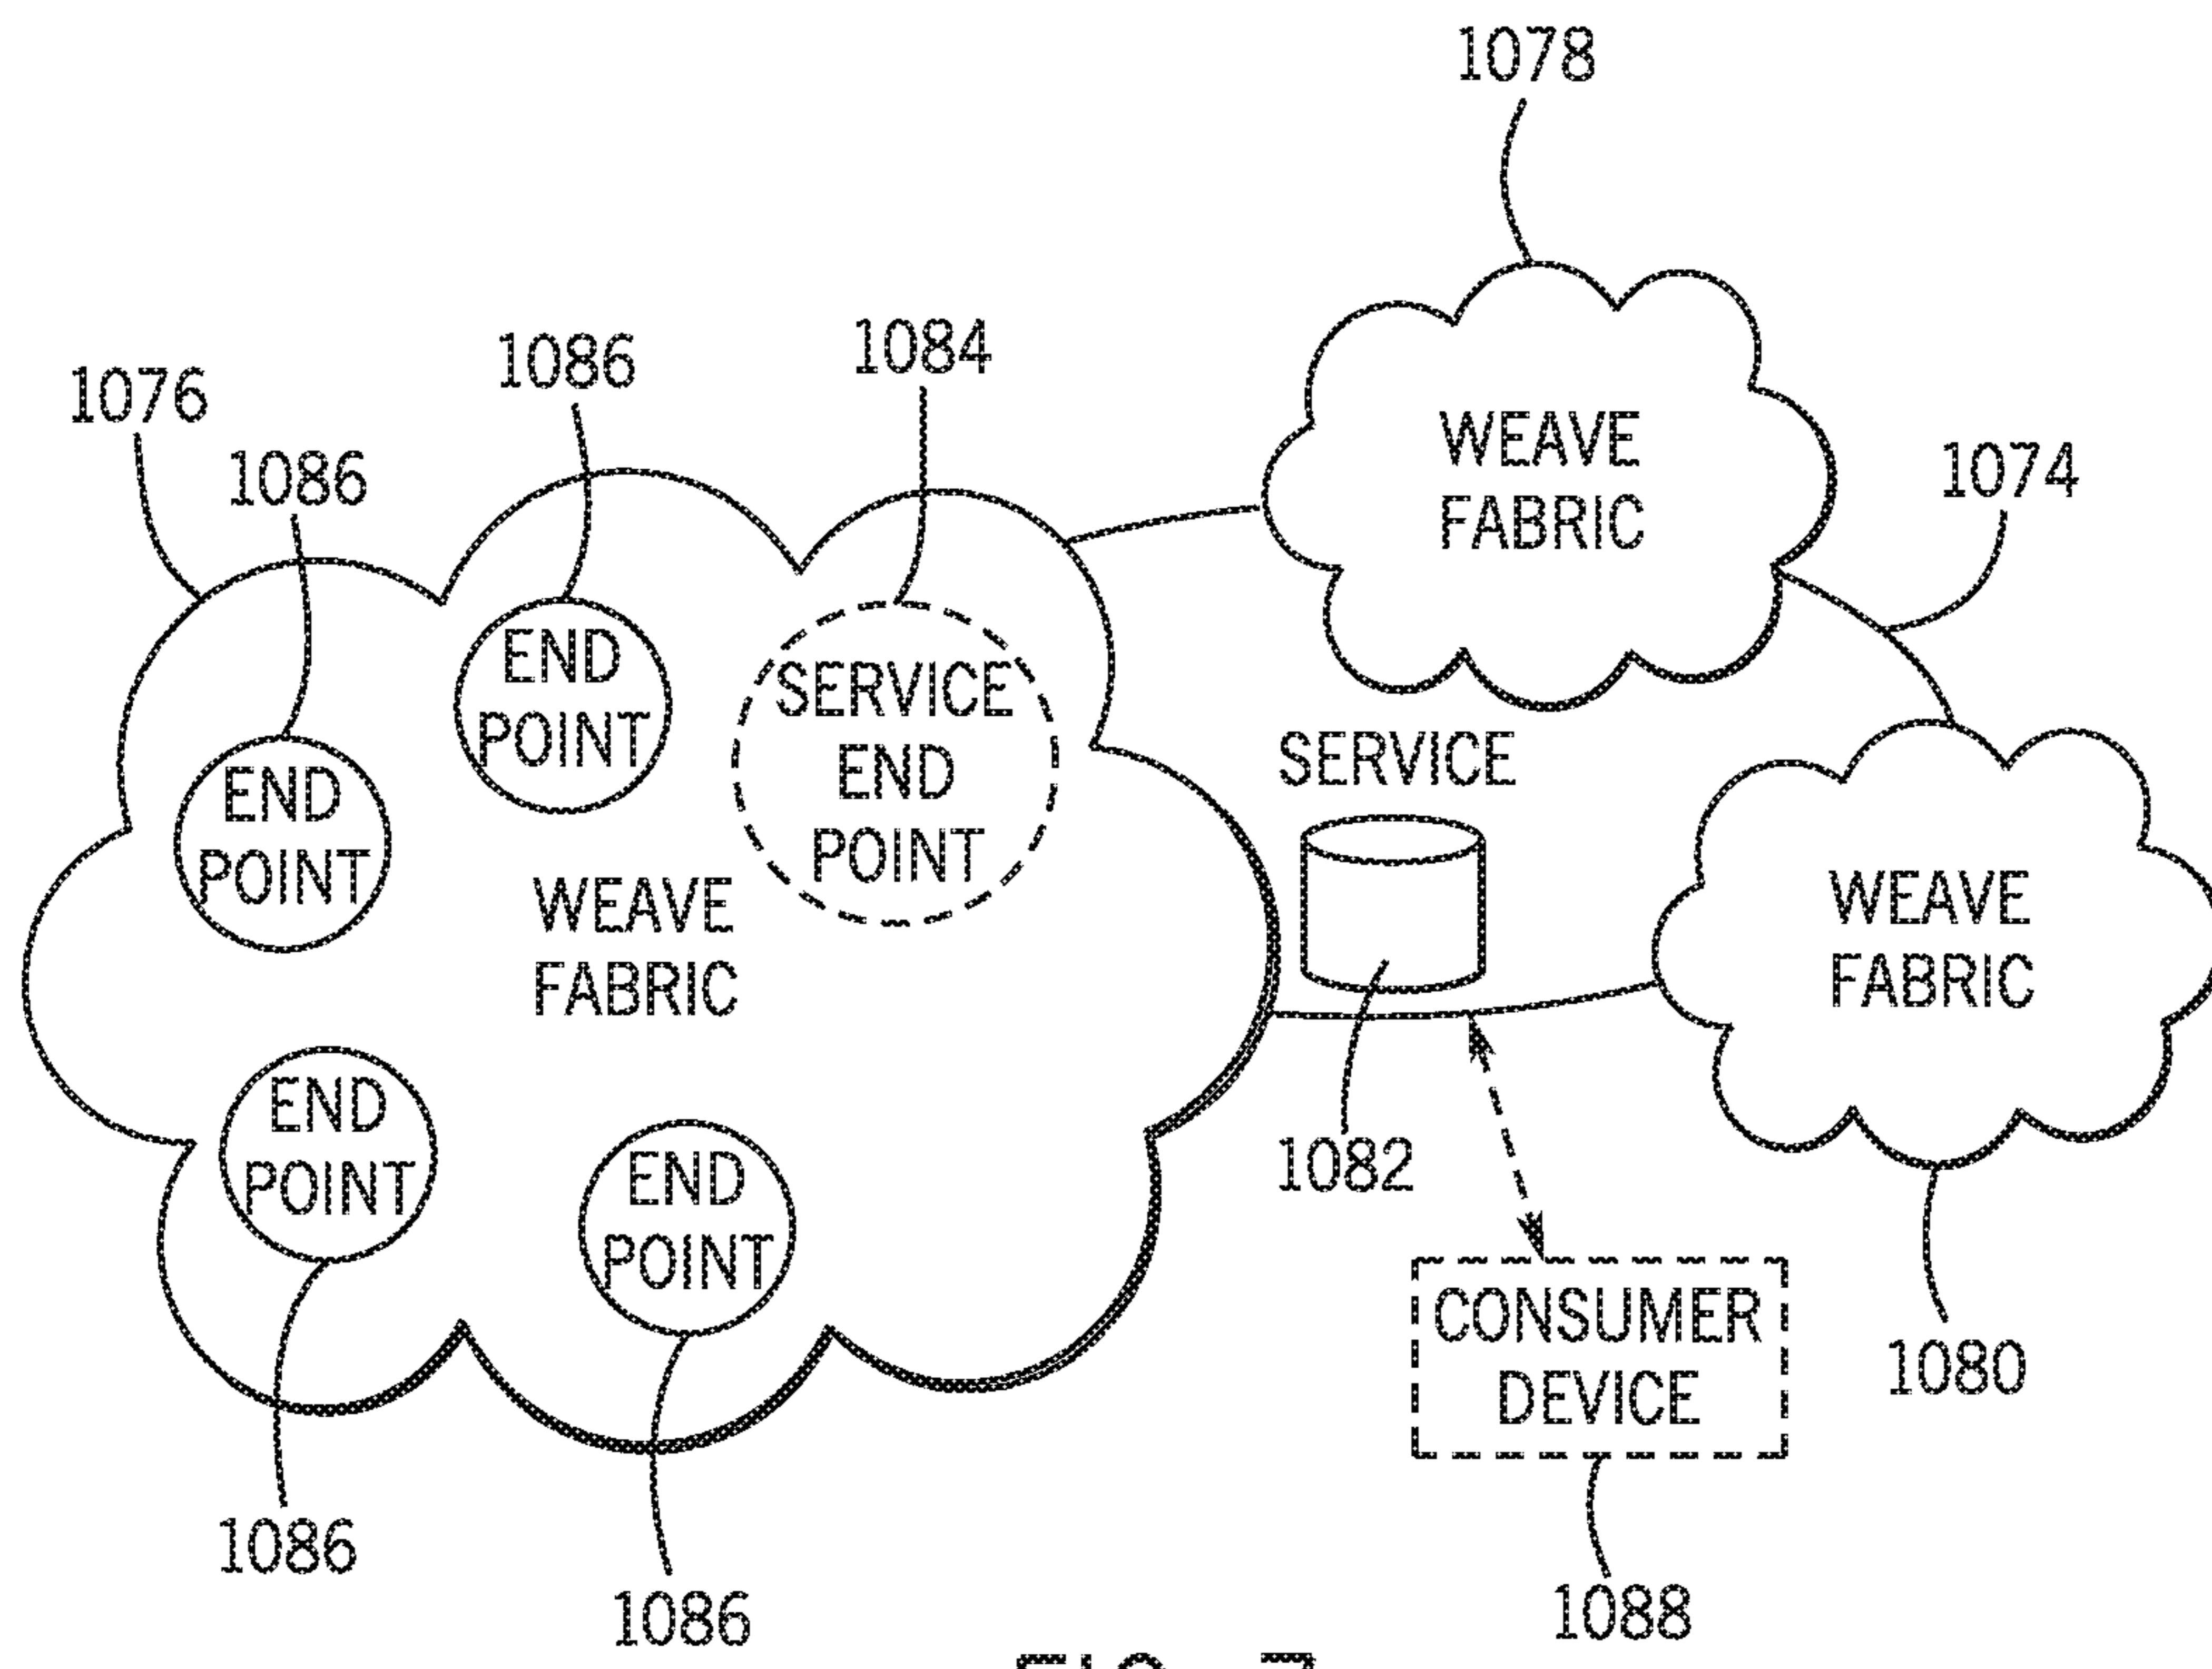 1078
1084
1086
1076
1086
1074
WEAVE
FABRIC
END
POINT
SERVICE
END
POINT
END
POINT
SERVICE
WEAVE
FABRIC
WEAVE
FABRIC
END
POINT
END
POINT
1082
CONSUMER
DEVICE
1080
1086
1086
1088